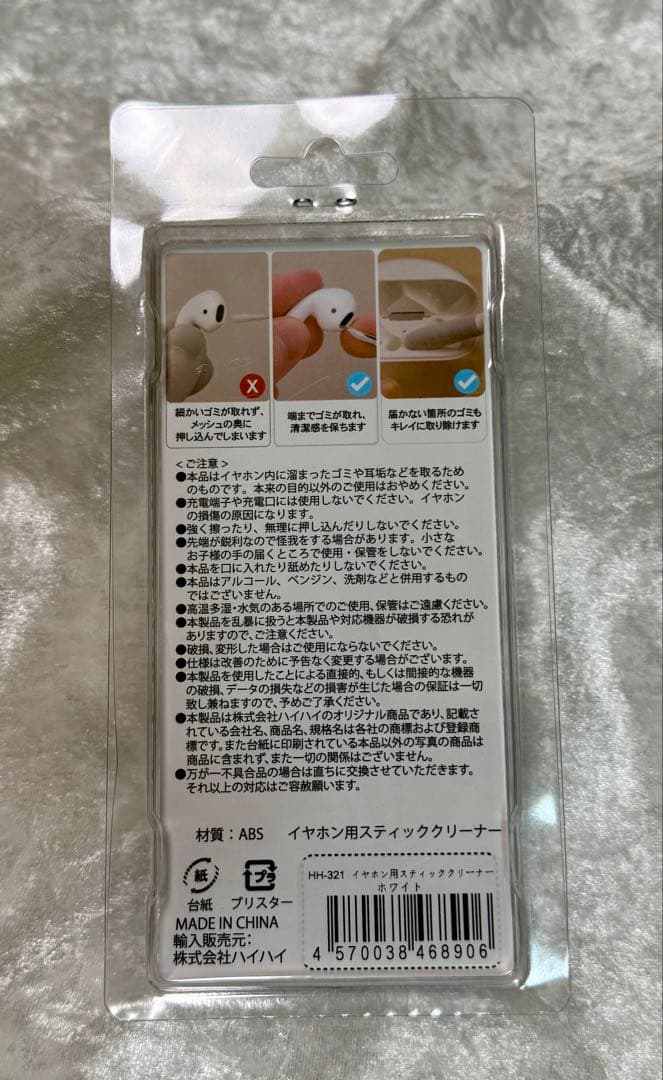 X
細かいゴミが取れず、
メッシュの奥に
押し込んでしまいます
端までゴミが取れ、
清潔感を保ちます
届かない箇所のゴミも
キレイに取り除けます
<ご注意>
●本品はイヤホン内に溜まったゴミや耳垢などを取るため
のものです。本来の目的以外のご使用はおやめください。
●充電端子や充電口には使用しないでください。イヤホン
の損傷の原因になります。
●強く擦ったり、無理に押し込んだりしないでください。
●先端が鋭利なので怪我をする場合があります。小さな
お子様の手の届くところで使用・保管をしないでください。
●本品を口に入れたり舐めたりしないでください。
●本品はアルコール、ベンジン、洗剤などと併用するもの
ではございません。
●高温多湿・水気のある場所でのご使用、保管はご遠慮ください。
●本製品を乱暴に扱うと本製品や対応機器が破損する恐れが
ありますので、ご注意ください。
●破損、変形した場合はご使用にならないでください。
●仕様は改善のために予告なく変更する場合がございます。
●本製品を使用したことによる直接的、もしくは間接的な機器
の破損、データの損失などの損害が生じた場合の保証は一切
致し兼ねますので、予めご了承ください。
●本製品は株式会社ハイハイのオリジナル商品であり、記載さ
れている会社名、商品名、規格名は各社の商標および登録商
標です。また台紙に印刷されている本品以外の写真の商品は
商品に含まれず、また一切の関係はございません。
●万が一不具合品の場合は直ちに交換させていただきます。
それ以上の対応はご容赦願います。
材質：ABS イヤホン用スティッククリーナー
紙
台紙
プラ
ブリスター
MADE IN CHINA
輸入販売元：
株式会社ハイハイ
HH-321 イヤホン用スティッククリーナー
ホワイト
4 570038 468906